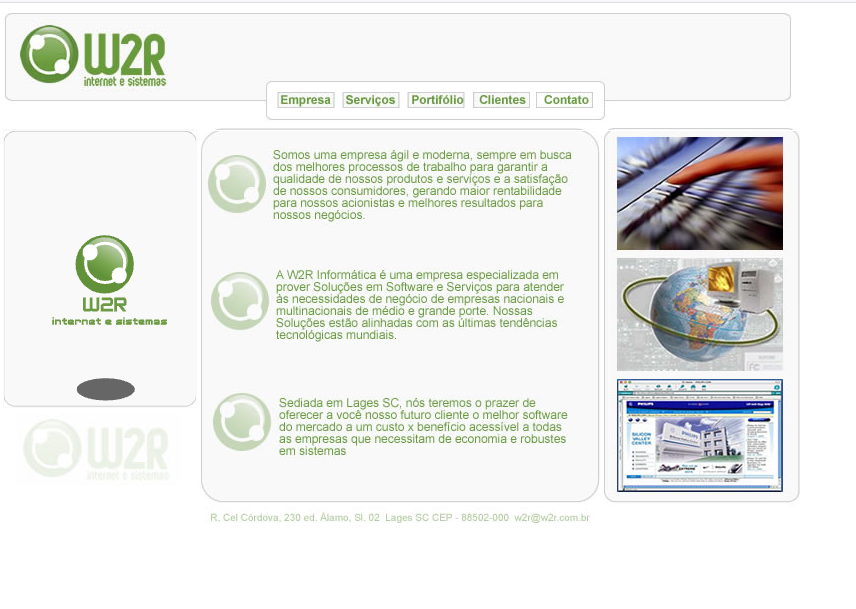 W2R
internet e sistemas
Empresa Serviços Portifólio Clientes Contato
Somos uma empresa ágil e moderna, sempre em busca
dos melhores processos de trabalho para garantir a
qualidade de nossos produtos e serviços e a satisfação
de nossos consumidores, gerando maior rentabilidade
para nossos acionistas e melhores resultados para
nossos negócios.
W2R
internet e sistemas
A W2R Informática é uma empresa especializada em
prover Soluções em Software e Serviços para atender
às necessidades de negócio de empresas nacionais e
multinacionais de médio e grande porte. Nossas
Soluções estão alinhadas com as últimas tendências
tecnológicas mundiais.
Sediada em Lages SC, nós teremos o prazer de
oferecer a você nosso futuro cliente o melhor software
do mercado a um custo x benefício acessível a todas
as empresas que necessitam de economia e robustes
em sistemas
W2R
internet e sistemas
PHILIPS
SILICON
VALLEY
CENTER
R, Cel Córdova, 230 ed. Àlamo, Sl. 02 Lages SC CEP - 88502-000 w2r@w2r.com.br